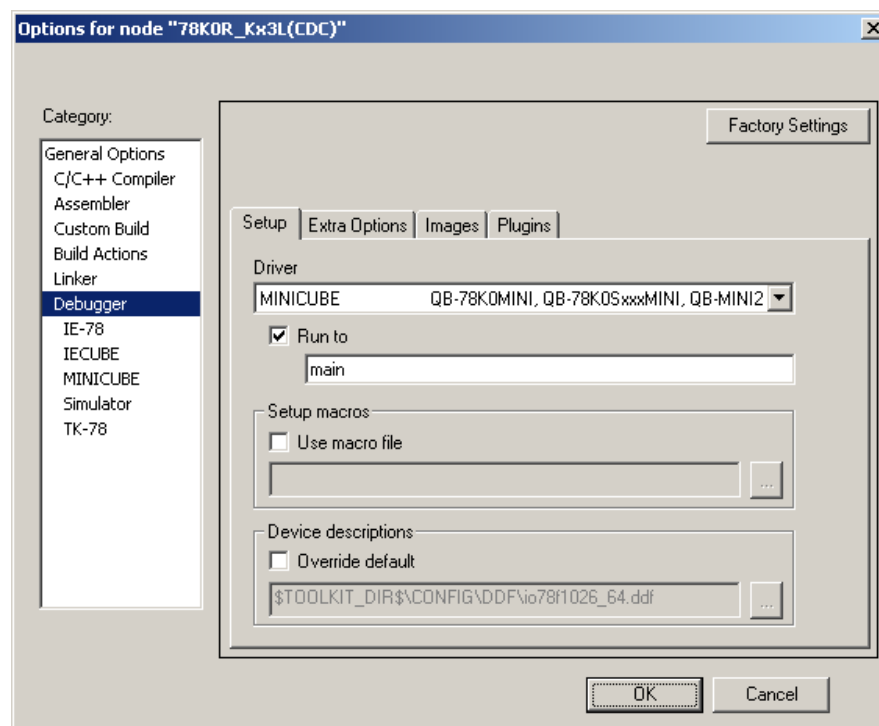 Options for node "78K0R_Kx3L(CDC)"
Category:
Factory Settings
General Options
C/C++ Compiler
Assembler
Custom Build
Build Actions
Linker
Debugger
IE-78
IECUBE
MINICUBE
Simulator
TK-78
Setup Extra Options Images Plugins
Driver
MINICUBE QB-78K0MINI, QB-78K0SxxxMINI, QB-MINI2
Run to
main
Setup macros
Use macro file
...
Device descriptions
Override default
$TOOLKIT_DIR$\CONFIG\DDF\io78f1026_64.ddf
...
OK Cancel